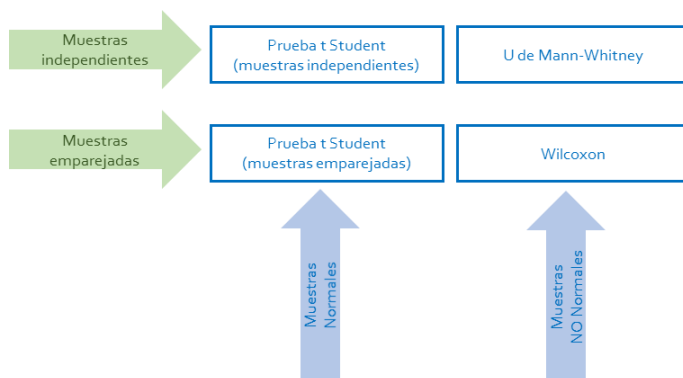 Muestras
independientes
Prueba t Student
(muestras independientes)
U de Mann-Whitney
Muestras
emparejadas
Prueba t Student
(muestras emparejadas)
Wilcoxon
Muestras
Normales
Muestras
NO Normales